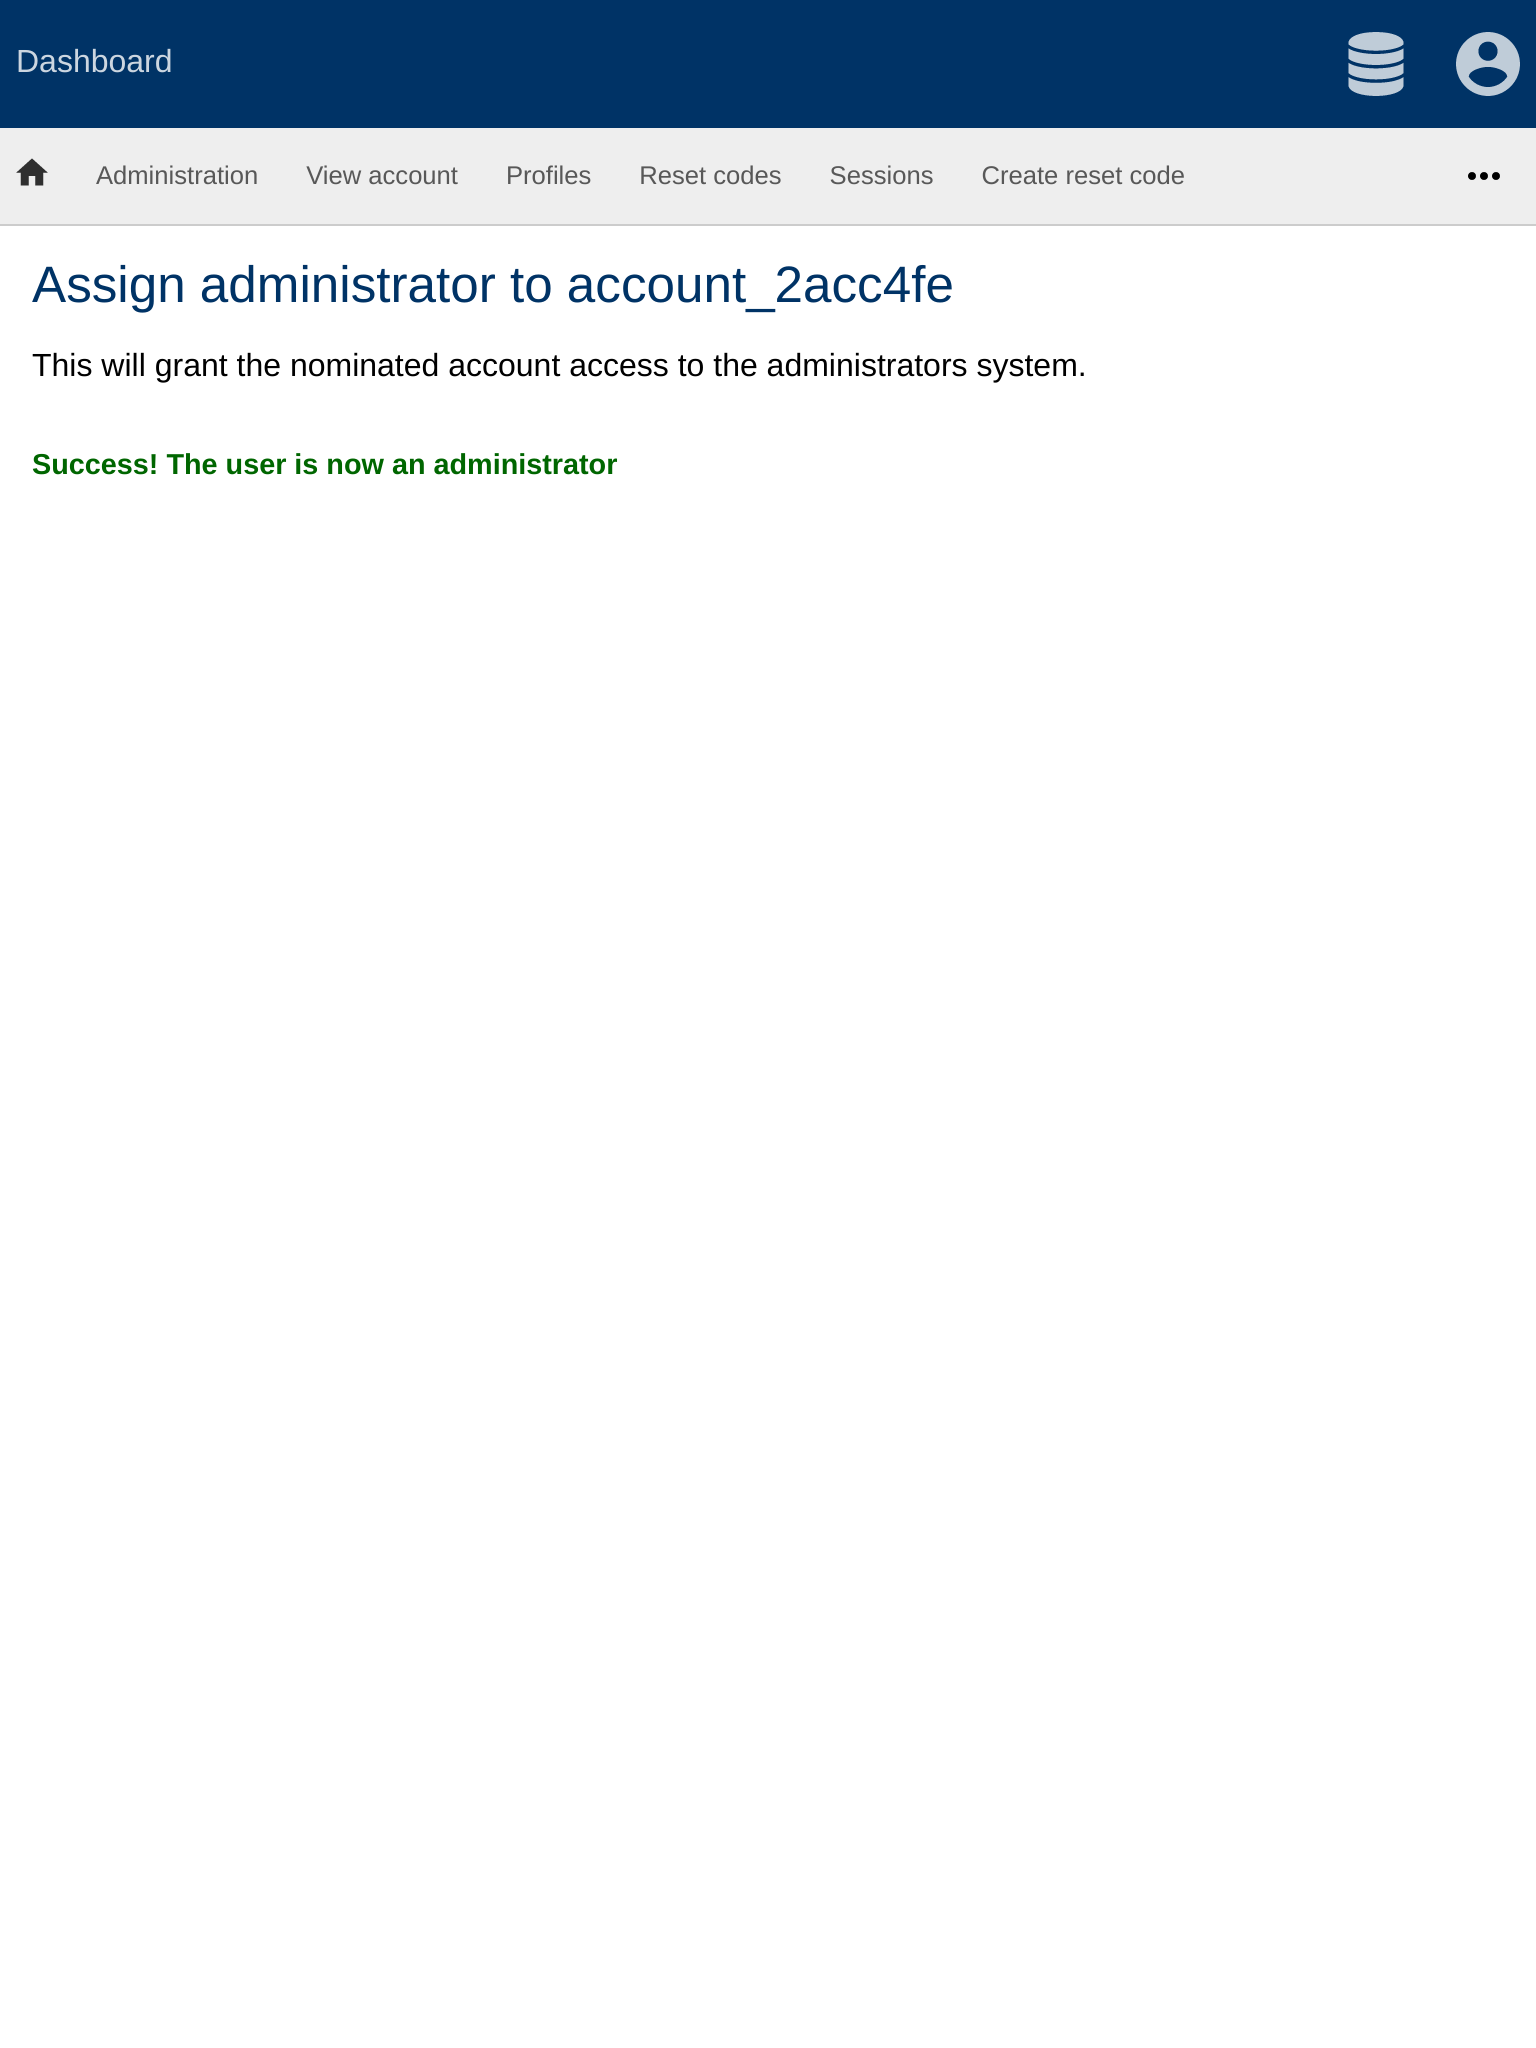 Dashboard
Administration View account Profiles Reset codes Sessions Create reset code
Assign administrator to account_2acc4fe
This will grant the nominated account access to the administrators system.
Success! The user is now an administrator